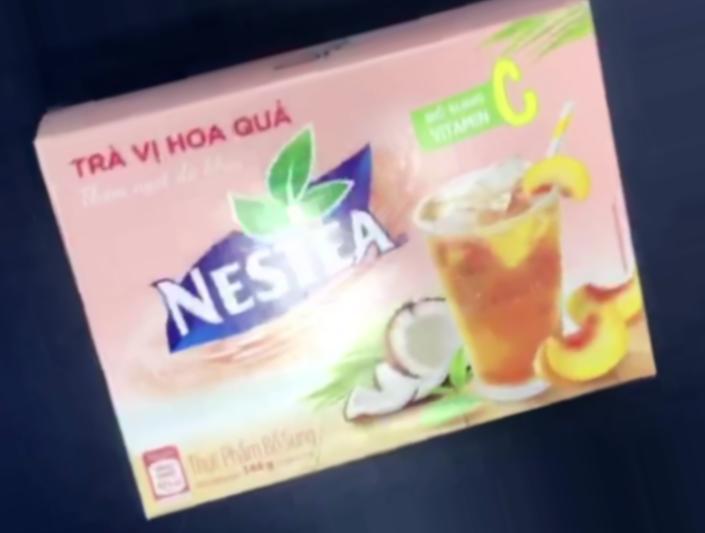 TRÀ VỊ HOA QUẢ
BỔ SUNG
VITAMIN C
NESTEA
Thực Phẩm Bổ Sung
144 g